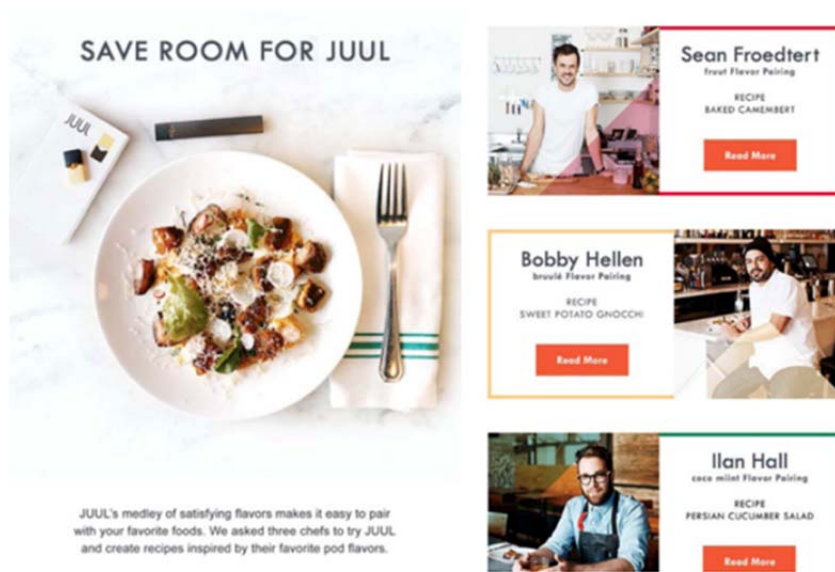 SAVE ROOM FOR JUUL
JUUL
JUUL's medley of satisfying flavors makes it easy to pair
with your favorite foods. We asked three chefs to try JUUL
and create recipes inspired by their favorite pod flavors.
Sean Froedtert
fruut Flavor Pairing
RECIPE
BAKED CAMEMBERT
Read More
Bobby Hellen
bruulé Flavor Pairing
RECIPE
SWEET POTATO GNOCCHI
Read More
Ilan Hall
coco miint Flavor Pairing
RECIPE
PERSIAN CUCUMBER SALAD
Read More